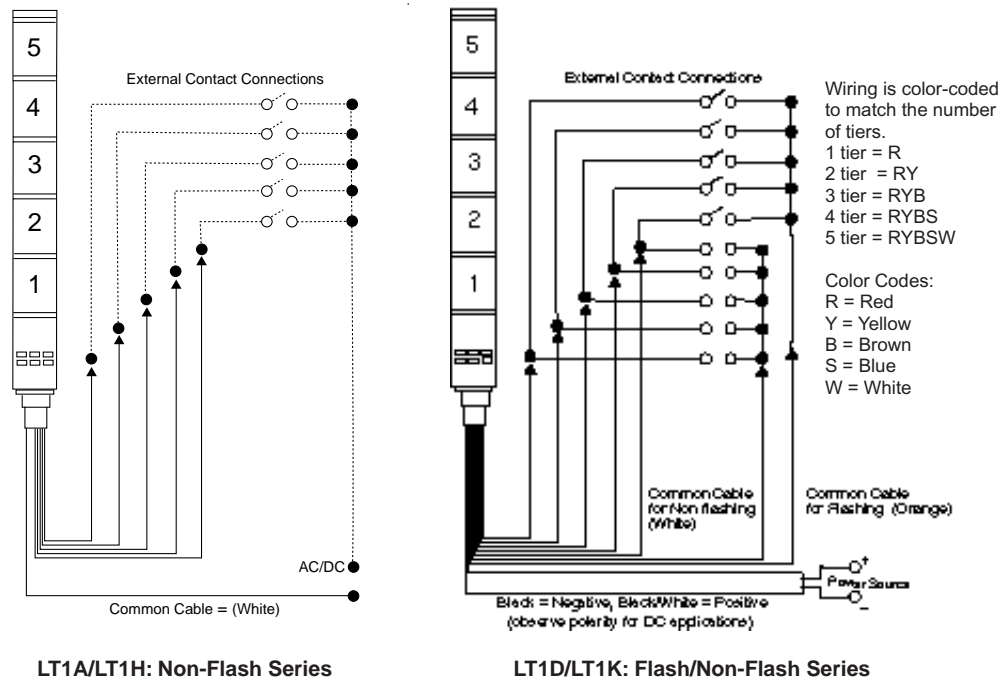 5
4
3
2
1
External Contact Connections
AC/DC
Common Cable = (White)
LT1A/LT1H: Non-Flash Series
5
4
3
2
1
External Contact Connections
Common Cable
for Non flashing
(White)
Common Cable
for Flashing (Orange)
+
Power Source
–
Black = Negative, Black/White = Positive
(observe polarity for DC applications)
LT1D/LT1K: Flash/Non-Flash Series
Wiring is color-coded
to match the number
of tiers.
1 tier = R
2 tier = RY
3 tier = RYB
4 tier = RYBS
5 tier = RYBSW
Color Codes:
R = Red
Y = Yellow
B = Brown
S = Blue
W = White